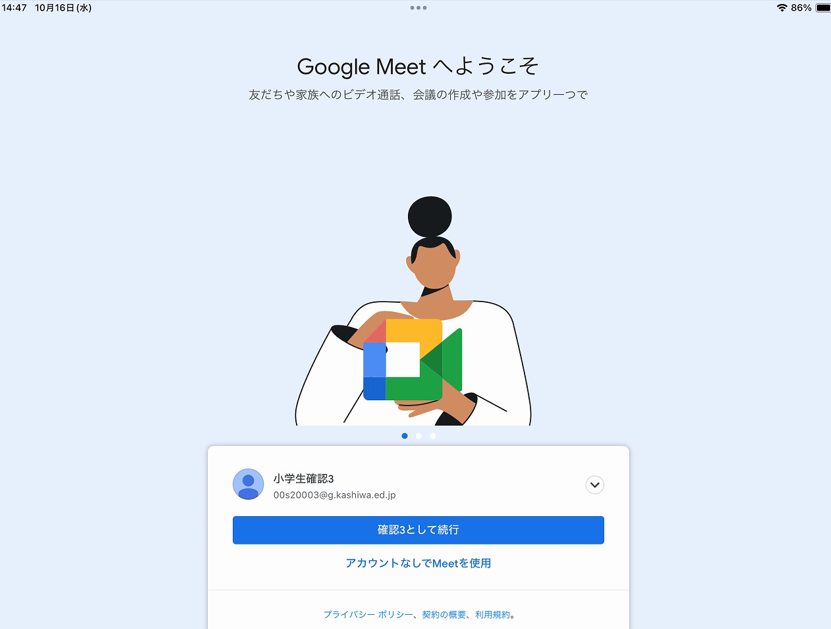 14:47 10月16日(水)
86%
Google Meet へようこそ
友だちや家族へのビデオ通話、会議の作成や参加をアプリ一つで
小学生確認3
00s20003@g.kashiwa.ed.jp
確認3として続行
アカウントなしでMeetを使用
プライバシー ポリシー、契約の概要、利用規約。